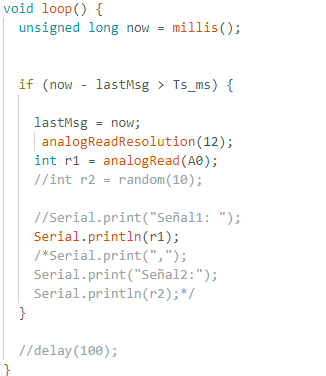 void loop() {
unsigned long now = millis();
if (now - lastMsg > Ts_ms) {
lastMsg = now;
analogReadResolution(12);
int r1 = analogRead(A0);
//int r2 = random(10);
//Serial.print("Señal1: ");
Serial.println(r1);
/*Serial.print(",");
Serial.print("Señal2:");
Serial.println(r2);*/
}
//delay(100);
}